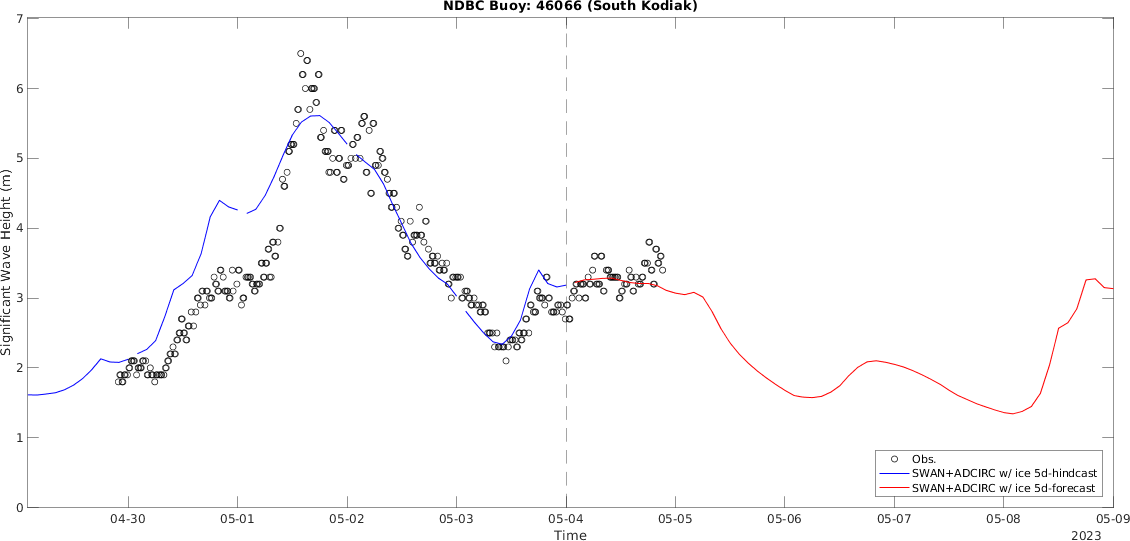 NDBC Buoy: 46066 (South Kodiak)
7
6
5
4
3
2
1
0
Significant Wave Height (m)
Obs.
SWAN+ADCIRC w/ ice 5d-hindcast
SWAN+ADCIRC w/ ice 5d-forecast
04-30 05-01 05-02 05-03 05-04 05-05 05-06 05-07 05-08 05-09
Time
2023